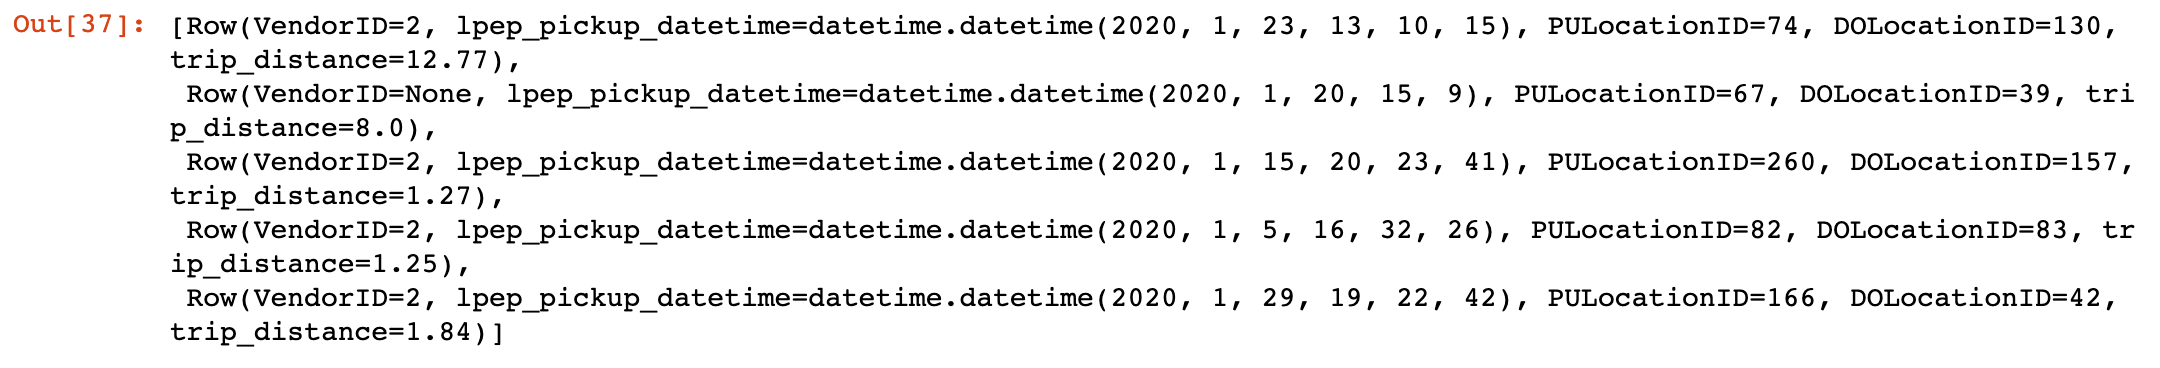 Out[37]: [Row(VendorID=2, lpep_pickup_datetime=datetime.datetime(2020, 1, 23, 13, 10, 15), PULocationID=74, DOLocationID=130,
trip_distance=12.77),
Row(VendorID=None, lpep_pickup_datetime=datetime.datetime(2020, 1, 20, 15, 9), PULocationID=67, DOLocationID=39, tri
p_distance=8.0),
Row(VendorID=2, lpep_pickup_datetime=datetime.datetime(2020, 1, 15, 20, 23, 41), PULocationID=260, DOLocationID=157,
trip_distance=1.27),
Row(VendorID=2, lpep_pickup_datetime=datetime.datetime(2020, 1, 5, 16, 32, 26), PULocationID=82, DOLocationID=83, tr
ip_distance=1.25),
Row(VendorID=2, lpep_pickup_datetime=datetime.datetime(2020, 1, 29, 19, 22, 42), PULocationID=166, DOLocationID=42,
trip_distance=1.84)]